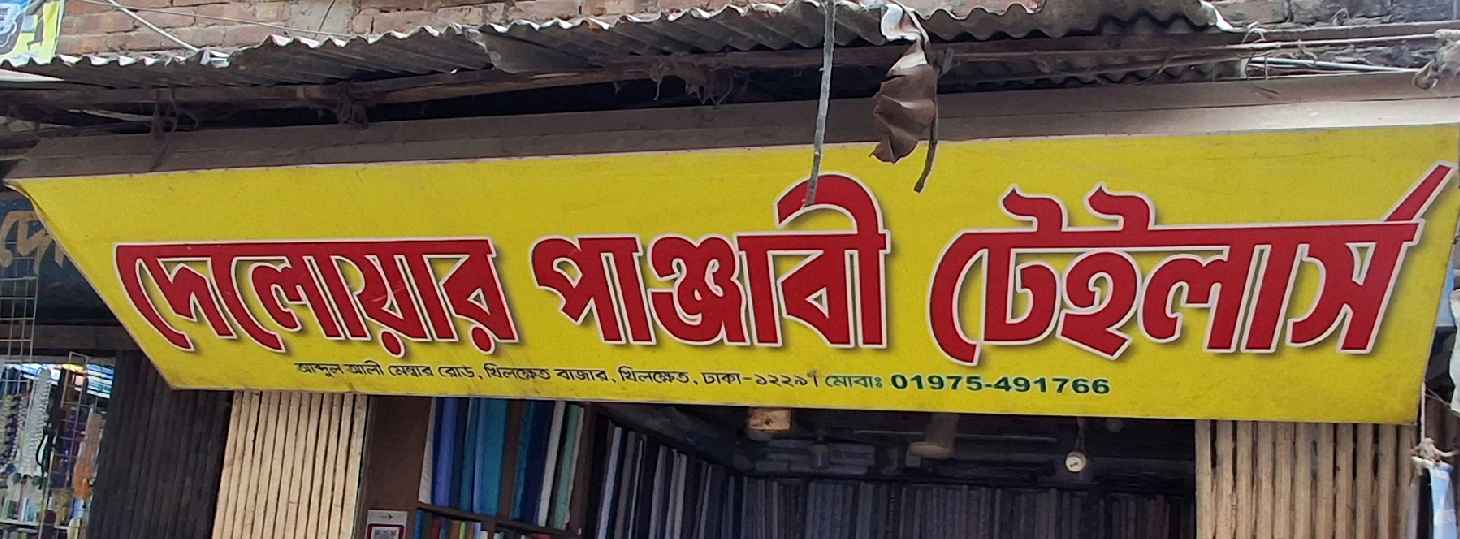 দেলোয়ার পাঞ্জাবী টেইলার্স
আব্দুল আলী মেম্বার রোড, খিলক্ষেত বাজার, খিলক্ষেত, ঢাকা-১২২৯। মোবাঃ 01975-491766